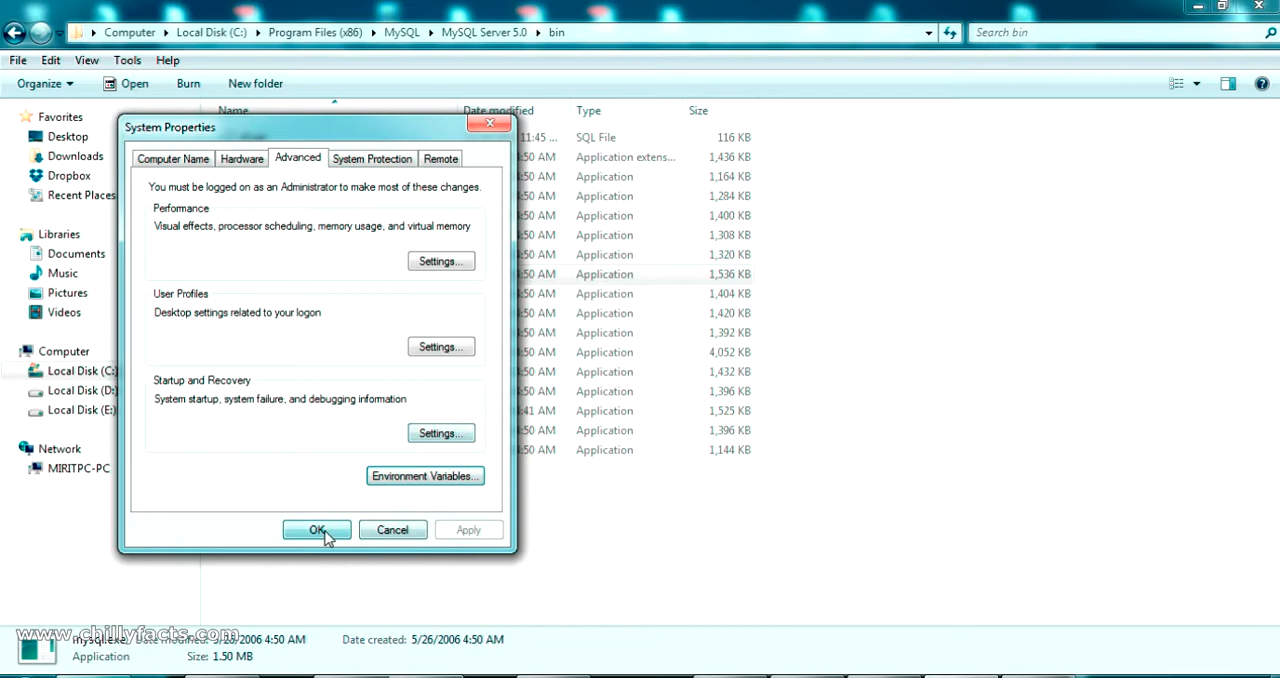 Computer ▸ Local Disk (C:) ▸ Program Files (x86) ▸ MySQL ▸ MySQL Server 5.0 ▸ bin
Search bin
File Edit View Tools Help
Organize Open Burn New folder
Name Date modified Type Size
Favorites
Desktop
Downloads
Dropbox
Recent Places
Libraries
Documents
Music
Pictures
Videos
Computer
Local Disk (C:)
Local Disk (D:)
Local Disk (E:)
Network
MIRITPC-PC
System Properties
Computer Name Hardware Advanced System Protection Remote
You must be logged on as an Administrator to make most of these changes.
Performance
Visual effects, processor scheduling, memory usage, and virtual memory
Settings...
User Profiles
Desktop settings related to your logon
Settings...
Startup and Recovery
System startup, system failure, and debugging information
Settings...
Environment Variables...
OK Cancel Apply
11:45 ... SQL File 116 KB
:50 AM Application extens... 1,436 KB
:50 AM Application 1,164 KB
:50 AM Application 1,284 KB
:50 AM Application 1,400 KB
:50 AM Application 1,308 KB
:50 AM Application 1,320 KB
:50 AM Application 1,536 KB
:50 AM Application 1,404 KB
:50 AM Application 1,420 KB
:50 AM Application 1,392 KB
:50 AM Application 4,052 KB
:50 AM Application 1,432 KB
:50 AM Application 1,396 KB
:41 AM Application 1,525 KB
:50 AM Application 1,396 KB
:50 AM Application 1,144 KB
www.chillyfacts.com
mysql.exe Date modified: 5/26/2006 4:50 AM Date created: 5/26/2006 4:50 AM
Application Size: 1.50 MB